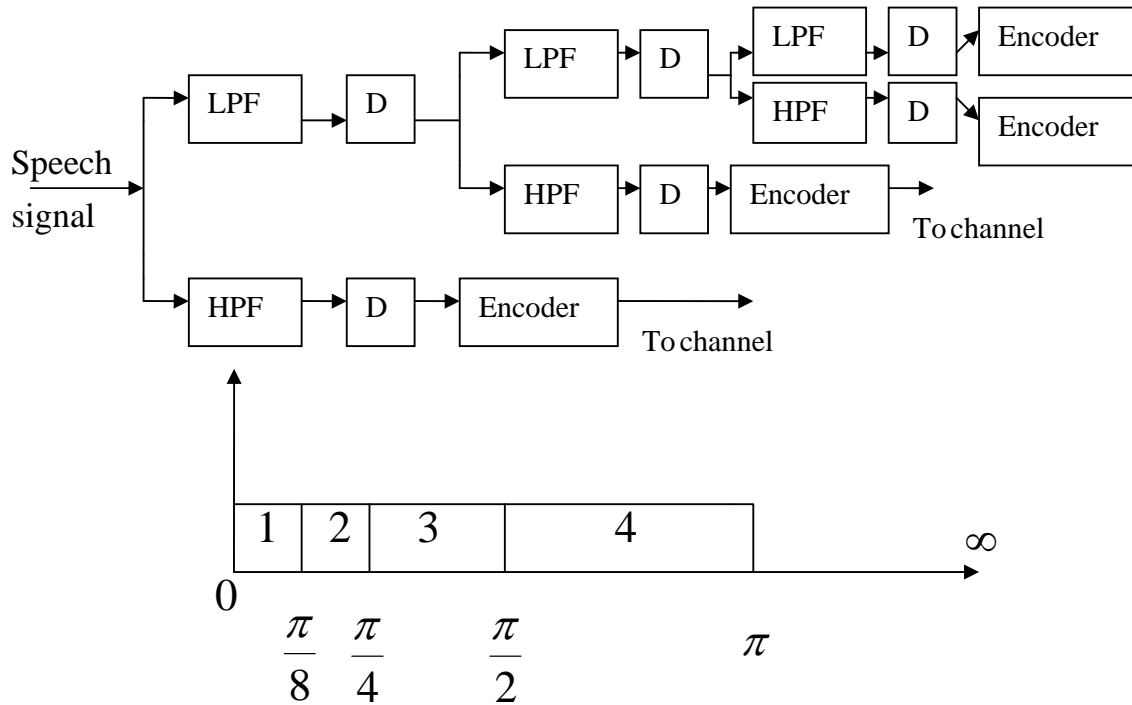 LPF D Encoder
LPF D
HPF D Encoder
LPF D
Speech
signal
HPF D Encoder
To channel
HPF D Encoder
To channel
1 2 3 4
∞
0
π/8 π/4 π/2 π